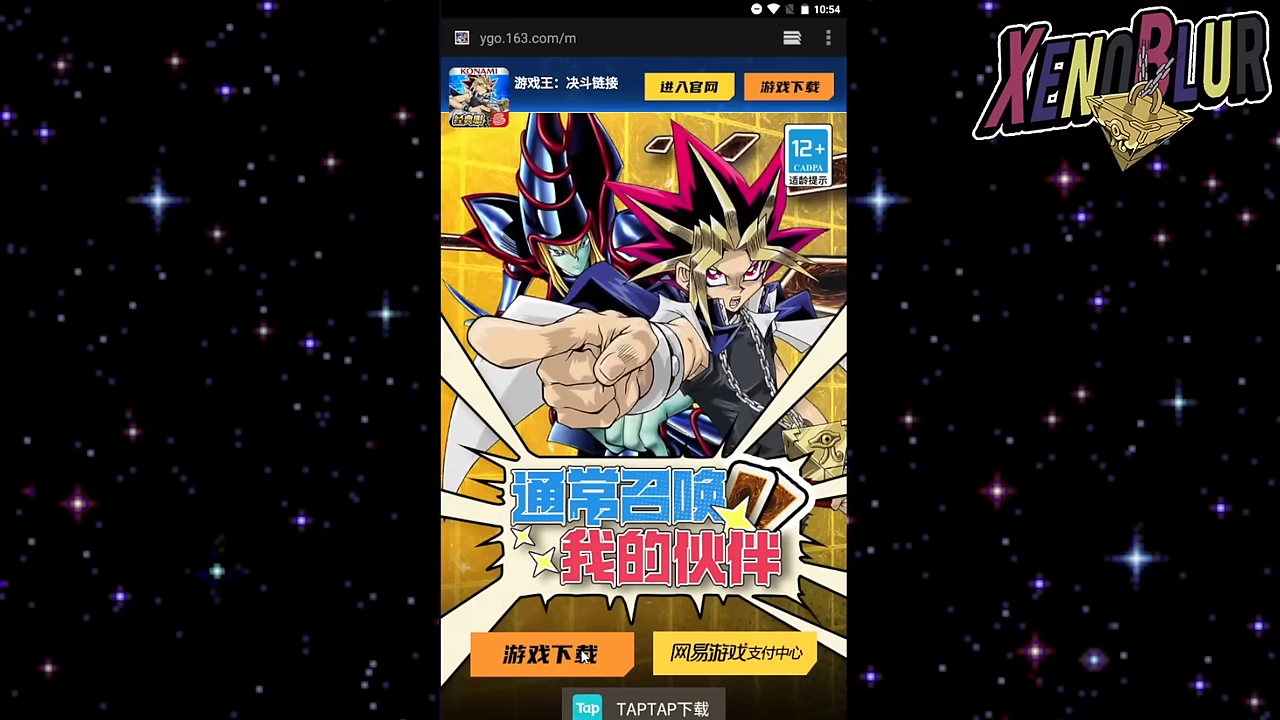 10:54
XENOBLUR
ygo.163.com/m
KONAMI
游戏王：决斗链接
进入官网
游戏下载
12+
CADPA
适龄提示
通常召唤
我的伙伴
游戏下载
网易游戏支付中心
Tap
TAPTAP下载